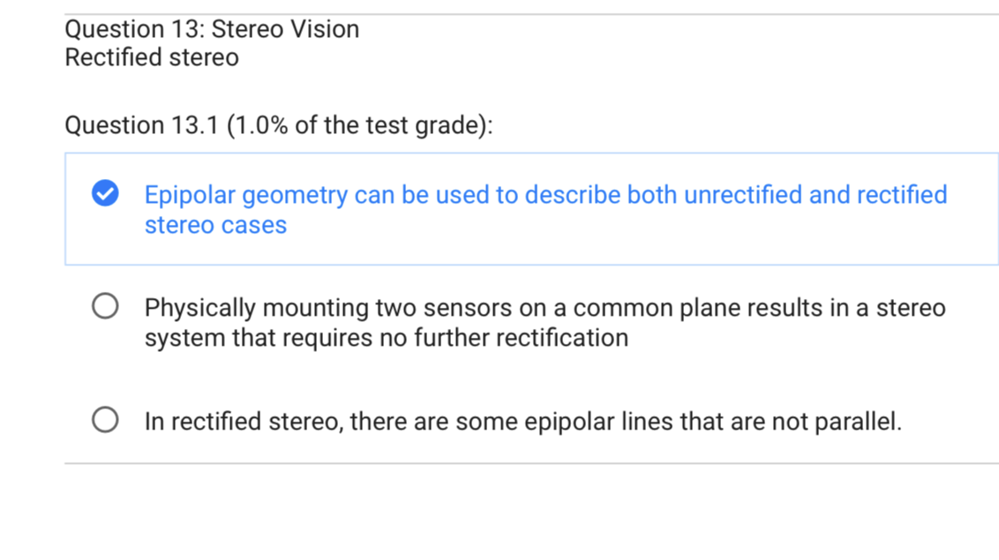 Question 13: Stereo Vision
Rectified stereo
Question 13.1 (1.0% of the test grade):
Epipolar geometry can be used to describe both unrectified and rectified
stereo cases
Physically mounting two sensors on a common plane results in a stereo
system that requires no further rectification
In rectified stereo, there are some epipolar lines that are not parallel.